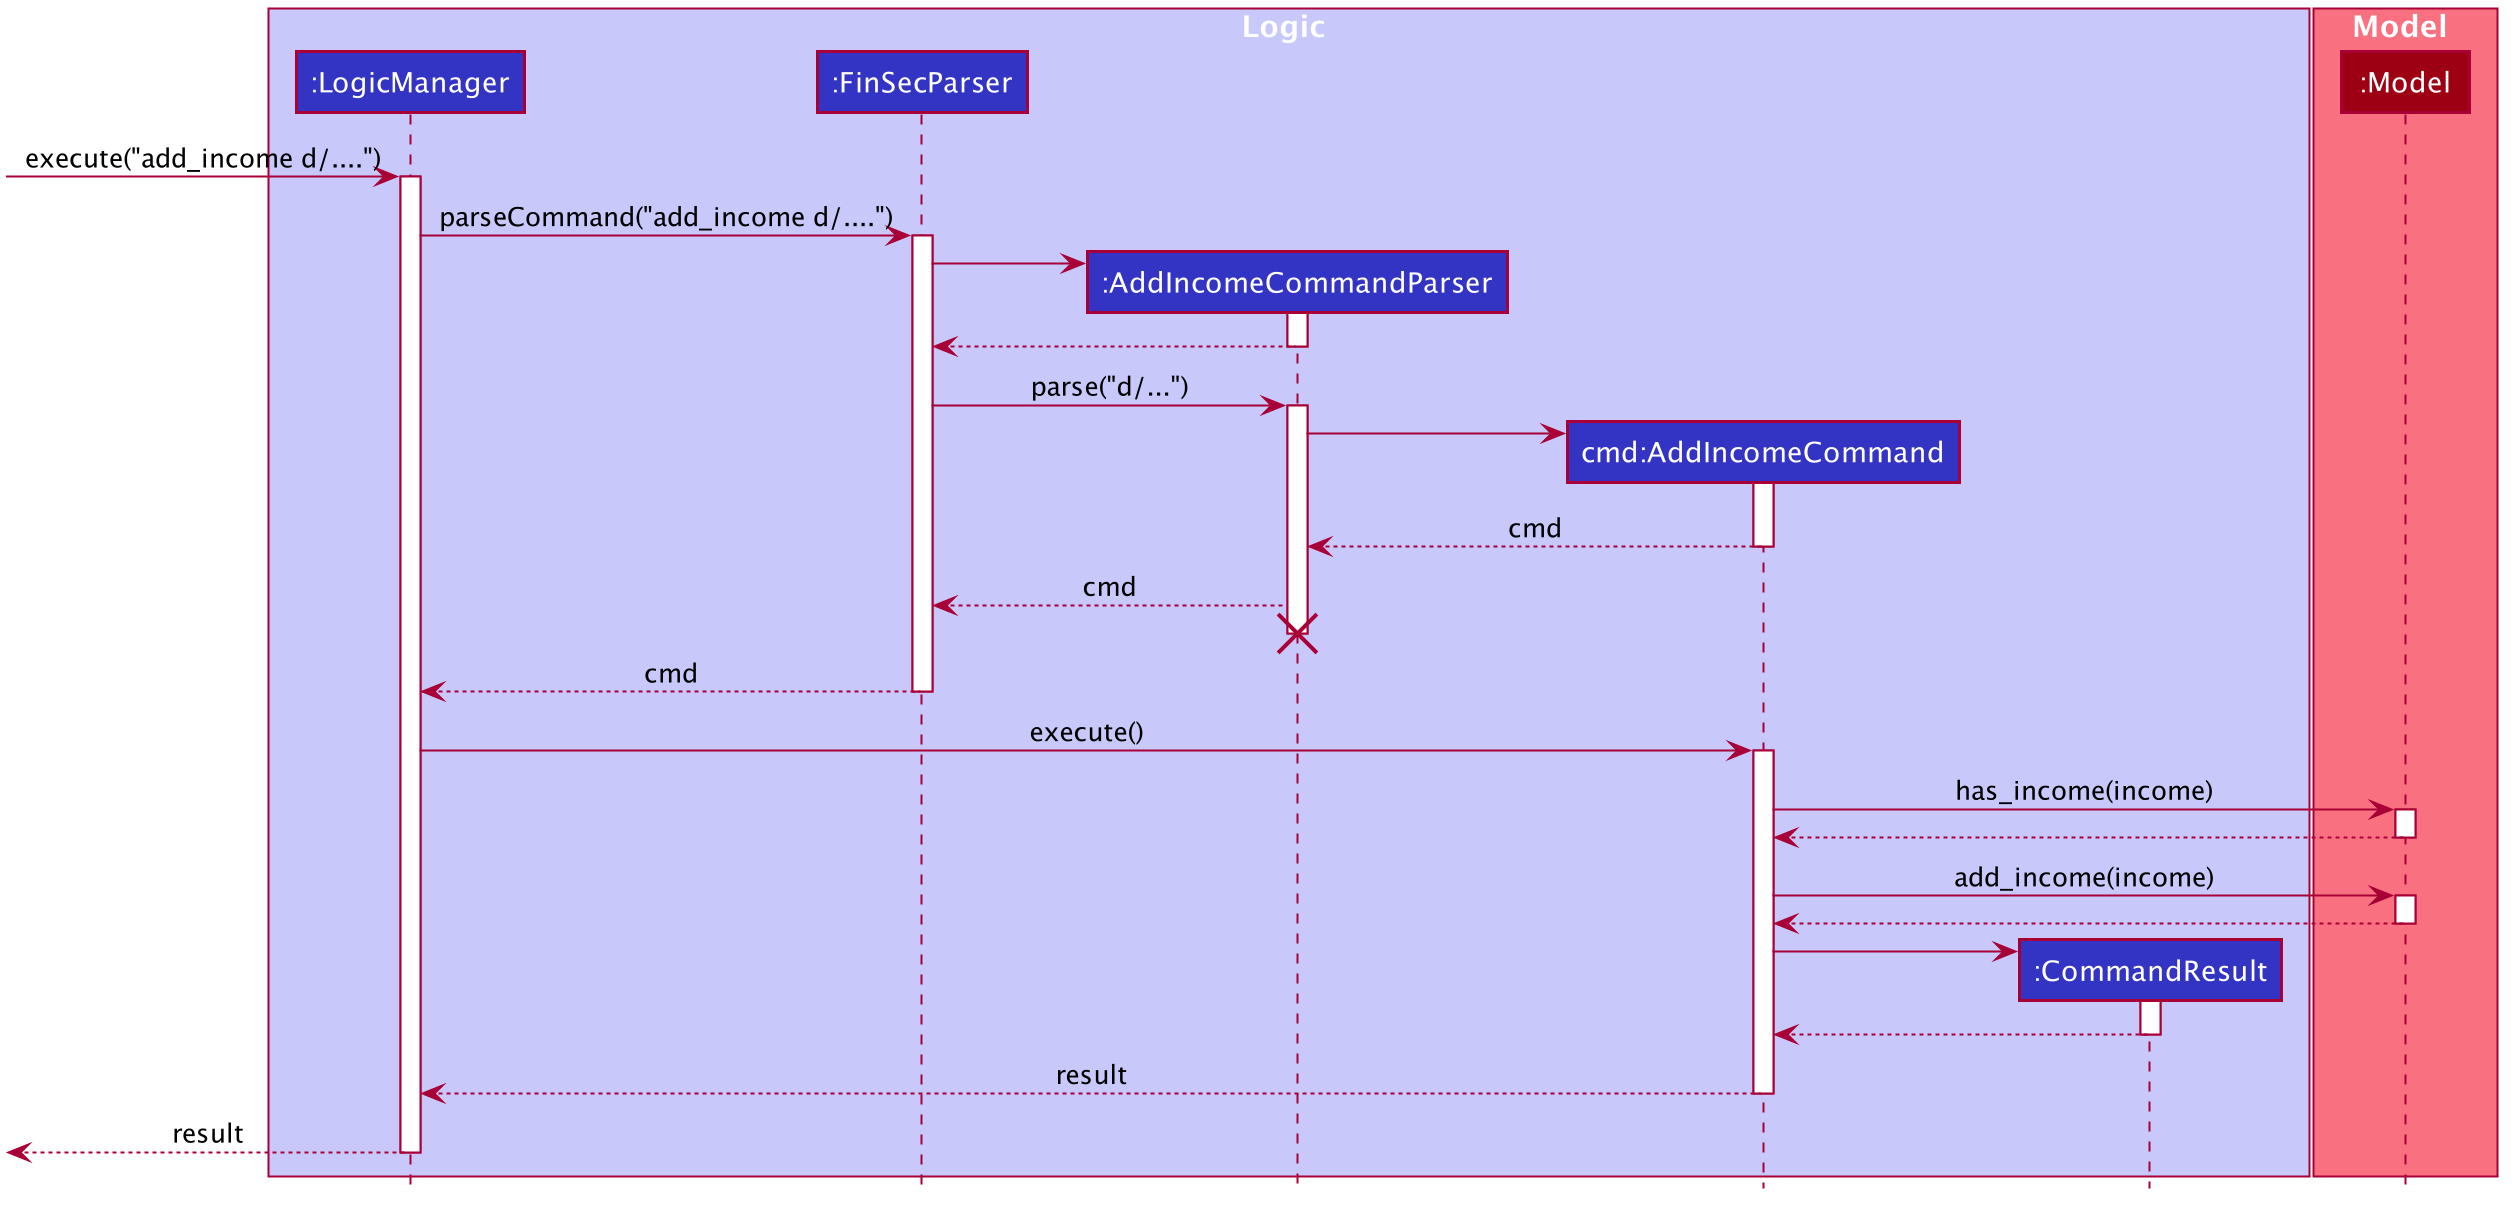 Logic
Model
:LogicManager
:FinSecParser
:Model
execute("add_income d/....")
parseCommand("add_income d/....")
:AddIncomeCommandParser
parse("d/...")
cmd:AddIncomeCommand
cmd
cmd
cmd
execute()
has_income(income)
add_income(income)
:CommandResult
result
result